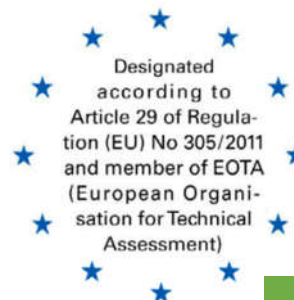 Designated
according to
Article 29 of Regula-
tion (EU) No 305/2011
and member of EOTA
(European Organi-
sation for Technical
Assessment)